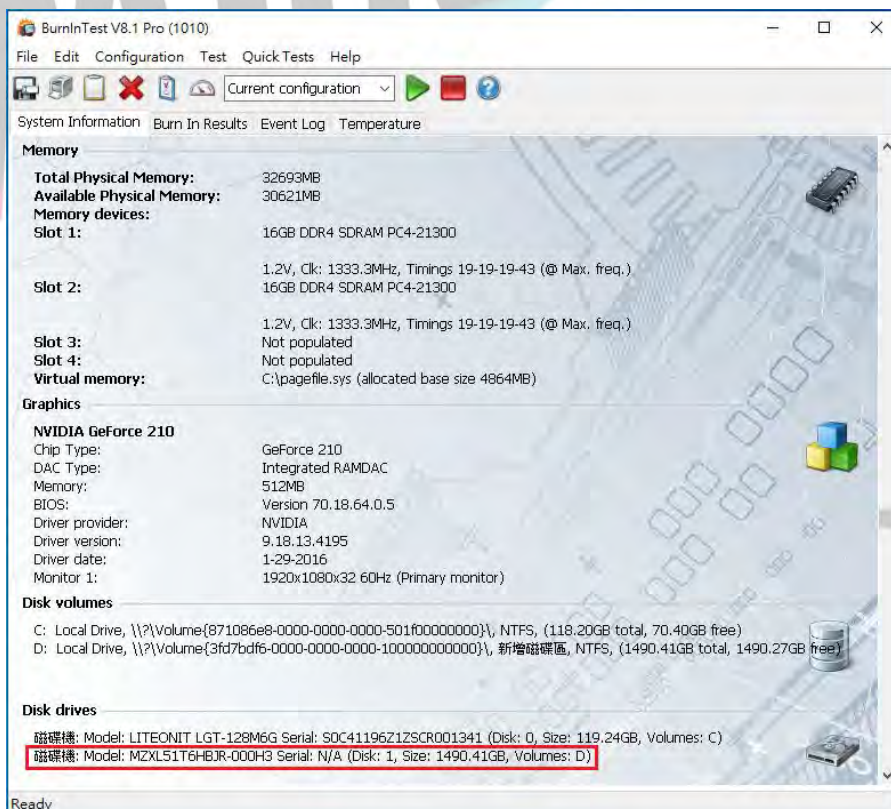 BurnInTest V8.1 Pro (1010)
File Edit Configuration Test Quick Tests Help
Current configuration
System Information Burn In Results Event Log Temperature
Memory
Total Physical Memory: 32693MB
Available Physical Memory: 30621MB
Memory devices:
Slot 1: 16GB DDR4 SDRAM PC4-21300
1.2V, Clk: 1333.3MHz, Timings 19-19-19-43 (@ Max. freq.)
Slot 2: 16GB DDR4 SDRAM PC4-21300
1.2V, Clk: 1333.3MHz, Timings 19-19-19-43 (@ Max. freq.)
Slot 3: Not populated
Slot 4: Not populated
Virtual memory: C:\pagefile.sys (allocated base size 4864MB)
Graphics
NVIDIA GeForce 210
Chip Type: GeForce 210
DAC Type: Integrated RAMDAC
Memory: 512MB
BIOS: Version 70.18.64.0.5
Driver provider: NVIDIA
Driver version: 9.18.13.4195
Driver date: 1-29-2016
Monitor 1: 1920x1080x32 60Hz (Primary monitor)
Disk volumes
C: Local Drive, \\?\Volume{871086e8-0000-0000-0000-501f00000000}\, NTFS, (118.20GB total, 70.40GB free)
D: Local Drive, \\?\Volume{3fd7bdf6-0000-0000-0000-100000000000}\, 新增磁碟區, NTFS, (1490.41GB total, 1490.27GB free)
Disk drives
磁碟機: Model: LITEONIT LGT-128M6G Serial: S0C41196Z1ZSCR001341 (Disk: 0, Size: 119.24GB, Volumes: C)
磁碟機: Model: MZXL51T6HBJR-000H3 Serial: N/A (Disk: 1, Size: 1490.41GB, Volumes: D)
Ready